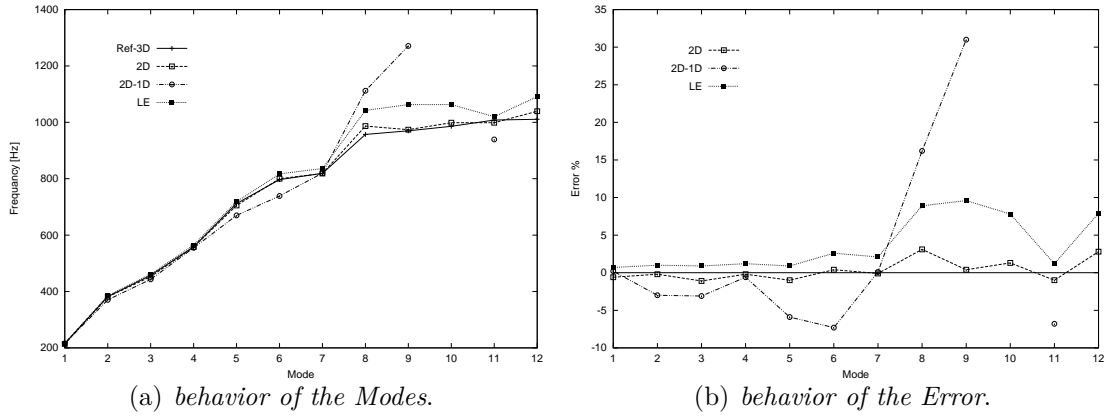 1400
1200
1000
800
600
400
200
Frequancy [Hz]
1 2 3 4 5 6 7 8 9 10 11 12
Mode
Ref-3D
2D
2D-1D
LE
(a) behavior of the Modes.
35
30
25
20
15
10
5
0
-5
-10
Error %
1 2 3 4 5 6 7 8 9 10 11 12
Mode
2D
2D-1D
LE
(b) behavior of the Error.